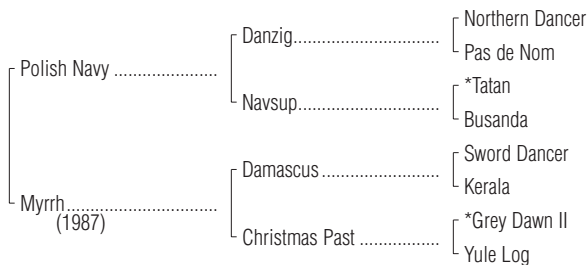 Northern Dancer
Danzig........................................
Pas de Nom
Polish Navy .............................
*Tatan
Navsup......................................
Busanda
Sword Dancer
Damascus .................................
Kerala
Myrrh..........................................
(1987)
*Grey Dawn II
Christmas Past ......................
Yule Log